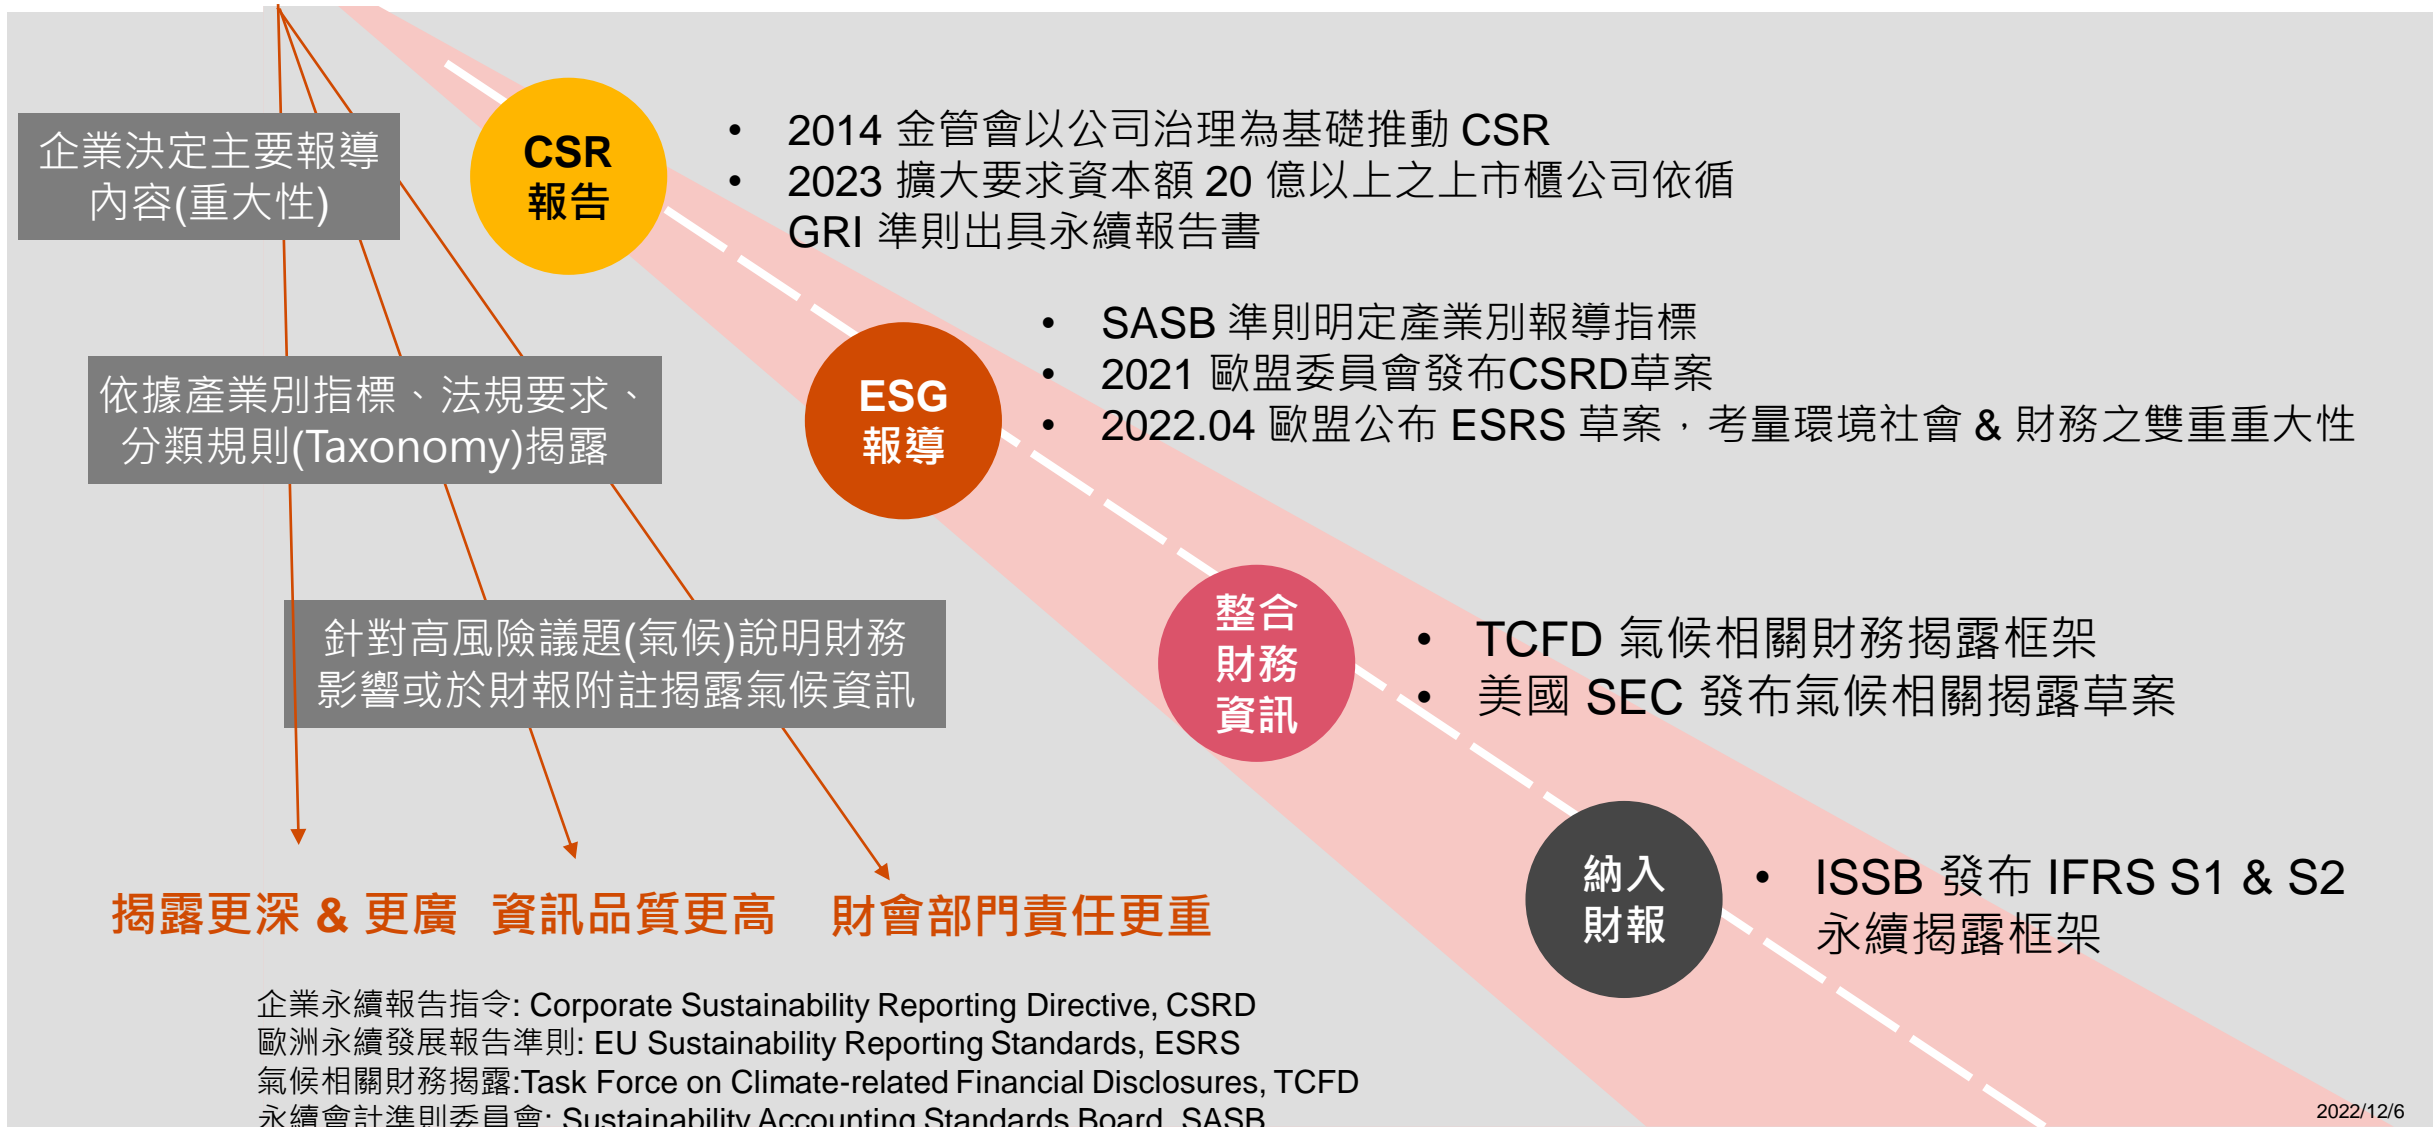 企業決定主要報導
內容(重大性)
CSR
報告
• 2014 金管會以公司治理為基礎推動 CSR
• 2023 擴大要求資本額 20 億以上之上市櫃公司依循
GRI 準則出具永續報告書
依據產業別指標、法規要求、
分類規則(Taxonomy)揭露
ESG
報導
• SASB 準則明定產業別報導指標
• 2021 歐盟委員會發布CSRD草案
• 2022.04 歐盟公布 ESRS 草案，考量環境社會 & 財務之雙重重大性
針對高風險議題(氣候)說明財務
影響或於財報附註揭露氣候資訊
整合
財務
資訊
• TCFD 氣候相關財務揭露框架
• 美國 SEC 發布氣候相關揭露草案
納入
財報
• ISSB 發布 IFRS S1 & S2
永續揭露框架
揭露更深 & 更廣 資訊品質更高 財會部門責任更重
企業永續報告指令: Corporate Sustainability Reporting Directive, CSRD
歐洲永續發展報告準則: EU Sustainability Reporting Standards, ESRS
氣候相關財務揭露:Task Force on Climate-related Financial Disclosures, TCFD
永續會計準則委員會: Sustainability Accounting Standards Board, SASB
2022/12/6